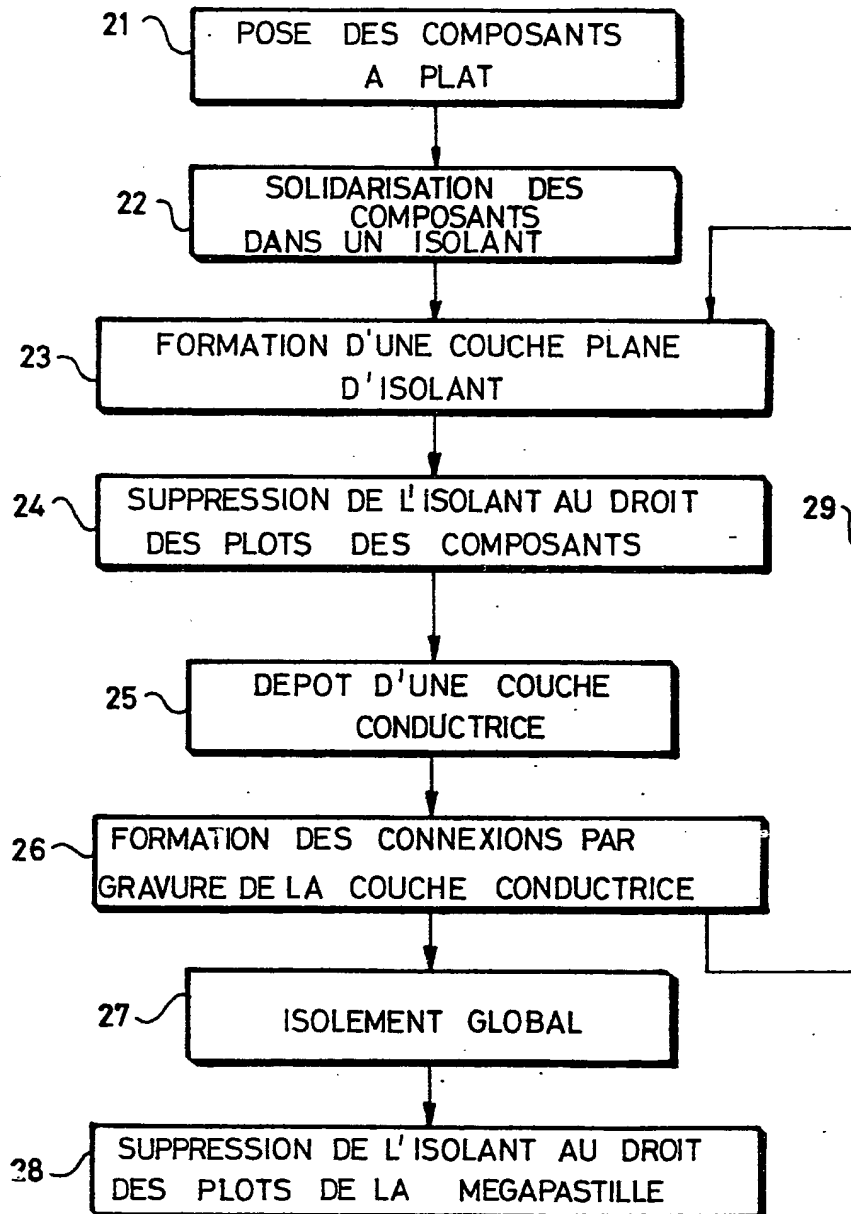 21
POSE DES COMPOSANTS
A PLAT
22
SOLIDARISATION DES
COMPOSANTS
DANS UN ISOLANT
23
FORMATION D'UNE COUCHE PLANE
D'ISOLANT
24
SUPPRESSION DE L'ISOLANT AU DROIT
DES PLOTS DES COMPOSANTS
29
25
DEPOT D'UNE COUCHE
CONDUCTRICE
26
FORMATION DES CONNEXIONS PAR
GRAVURE DE LA COUCHE CONDUCTRICE
27
ISOLEMENT GLOBAL
28
SUPPRESSION DE L'ISOLANT AU DROIT
DES PLOTS DE LA MEGAPASTILLE